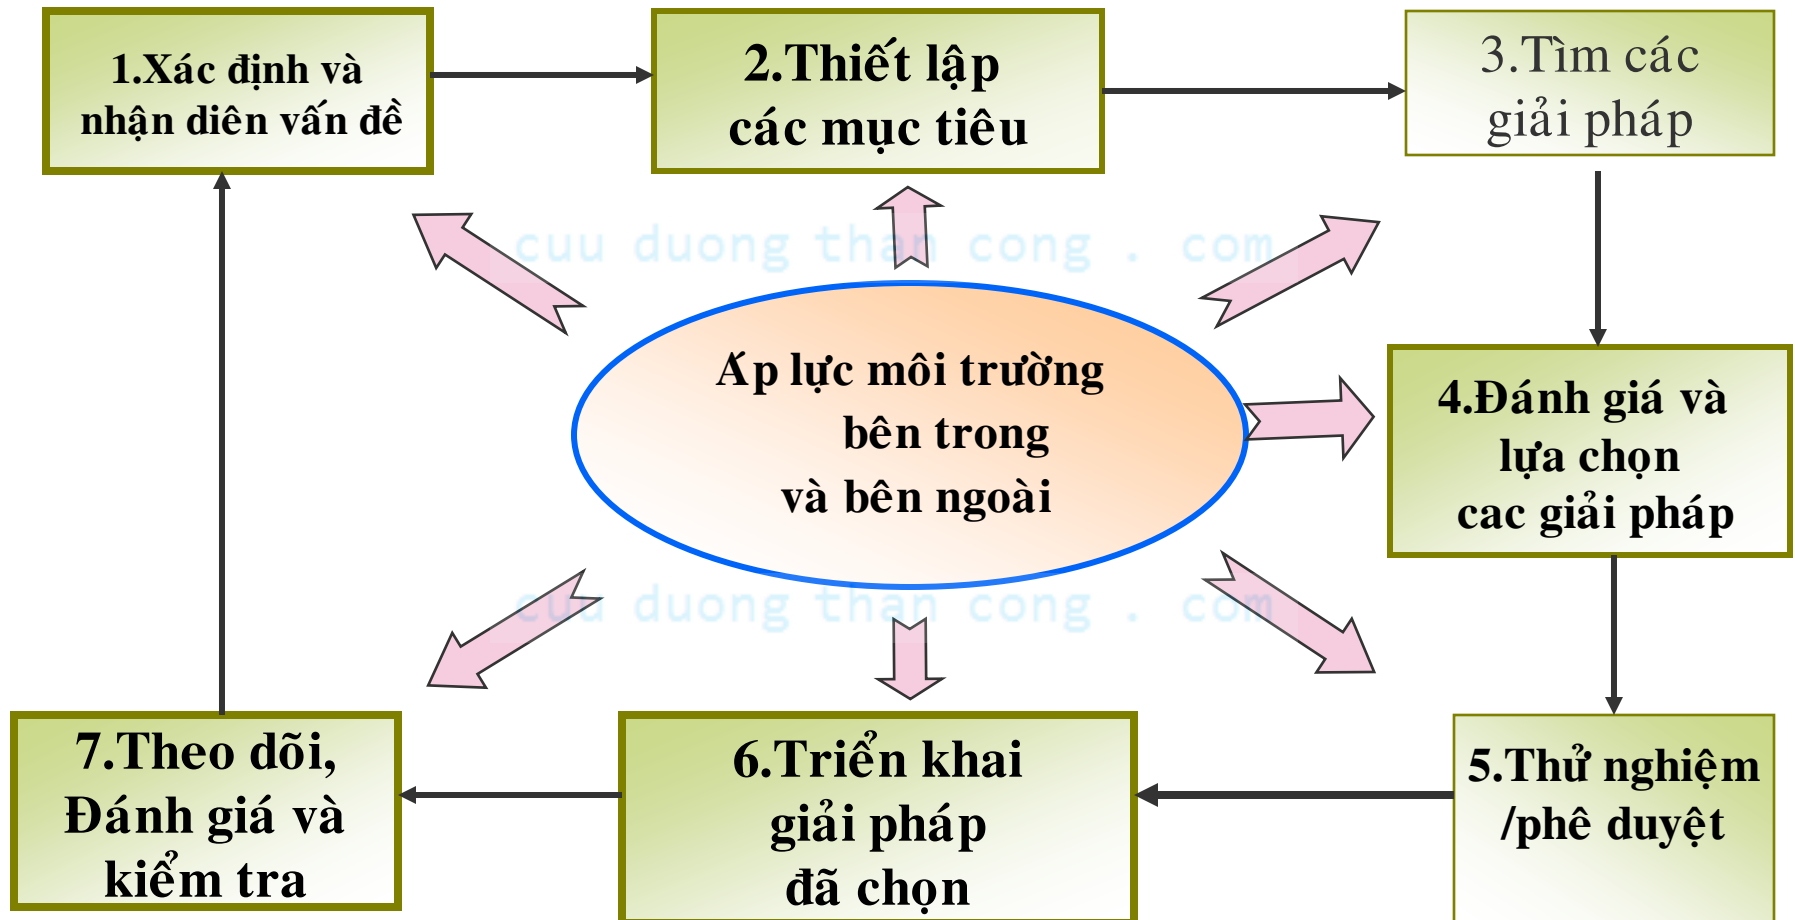 1.Xác định và
nhận diên vấn đề
2.Thiết lập
các mục tiêu
3.Tìm các
giải pháp
cuu duong than cong . com
Áp lực môi trường
bên trong
và bên ngoài
4.Đánh giá và
lựa chọn
cac giải pháp
cuu duong than cong . com
5.Thử nghiệm
/phê duyệt
6.Triển khai
giải pháp
đã chọn
7.Theo dõi,
Đánh giá và
kiểm tra